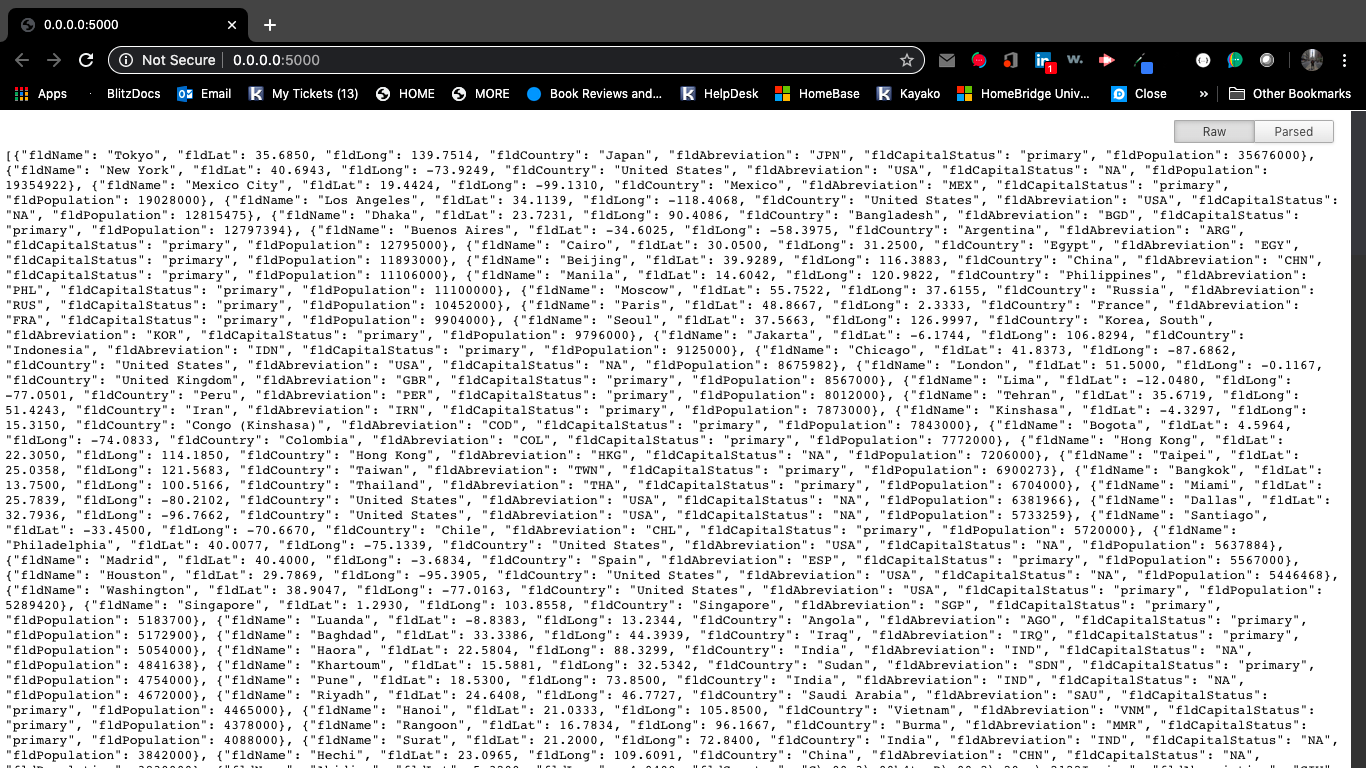 0.0.0.0:5000
Not Secure | 0.0.0.0:5000
1
Apps BlitzDocs Email My Tickets (13) HOME MORE Book Reviews and... HelpDesk HomeBase Kayako HomeBridge Univ... Close » Other Bookmarks
Raw Parsed
[{"fldName": "Tokyo", "fldLat": 35.6850, "fldLong": 139.7514, "fldCountry": "Japan", "fldAbreviation": "JPN", "fldCapitalStatus": "primary", "fldPopulation": 35676000},
{"fldName": "New York", "fldLat": 40.6943, "fldLong": -73.9249, "fldCountry": "United States", "fldAbreviation": "USA", "fldCapitalStatus": "NA", "fldPopulation":
19354922}, {"fldName": "Mexico City", "fldLat": 19.4424, "fldLong": -99.1310, "fldCountry": "Mexico", "fldAbreviation": "MEX", "fldCapitalStatus": "primary",
"fldPopulation": 19028000}, {"fldName": "Los Angeles", "fldLat": 34.1139, "fldLong": -118.4068, "fldCountry": "United States", "fldAbreviation": "USA", "fldCapitalStatus":
"NA", "fldPopulation": 12815475}, {"fldName": "Dhaka", "fldLat": 23.7231, "fldLong": 90.4086, "fldCountry": "Bangladesh", "fldAbreviation": "BGD", "fldCapitalStatus":
"primary", "fldPopulation": 12797394}, {"fldName": "Buenos Aires", "fldLat": -34.6025, "fldLong": -58.3975, "fldCountry": "Argentina", "fldAbreviation": "ARG",
"fldCapitalStatus": "primary", "fldPopulation": 12795000}, {"fldName": "Cairo", "fldLat": 30.0500, "fldLong": 31.2500, "fldCountry": "Egypt", "fldAbreviation": "EGY",
"fldCapitalStatus": "primary", "fldPopulation": 11893000}, {"fldName": "Beijing", "fldLat": 39.9289, "fldLong": 116.3883, "fldCountry": "China", "fldAbreviation": "CHN",
"fldCapitalStatus": "primary", "fldPopulation": 11106000}, {"fldName": "Manila", "fldLat": 14.6042, "fldLong": 120.9822, "fldCountry": "Philippines", "fldAbreviation":
"PHL", "fldCapitalStatus": "primary", "fldPopulation": 11100000}, {"fldName": "Moscow", "fldLat": 55.7522, "fldLong": 37.6155, "fldCountry": "Russia", "fldAbreviation":
"RUS", "fldCapitalStatus": "primary", "fldPopulation": 10452000}, {"fldName": "Paris", "fldLat": 48.8667, "fldLong": 2.3333, "fldCountry": "France", "fldAbreviation":
"FRA", "fldCapitalStatus": "primary", "fldPopulation": 9904000}, {"fldName": "Seoul", "fldLat": 37.5663, "fldLong": 126.9997, "fldCountry": "Korea, South",
"fldAbreviation": "KOR", "fldCapitalStatus": "primary", "fldPopulation": 9796000}, {"fldName": "Jakarta", "fldLat": -6.1744, "fldLong": 106.8294, "fldCountry":
"Indonesia", "fldAbreviation": "IDN", "fldCapitalStatus": "primary", "fldPopulation": 9125000}, {"fldName": "Chicago", "fldLat": 41.8373, "fldLong": -87.6862,
"fldCountry": "United States", "fldAbreviation": "USA", "fldCapitalStatus": "NA", "fldPopulation": 8675982}, {"fldName": "London", "fldLat": 51.5000, "fldLong": -0.1167,
"fldCountry": "United Kingdom", "fldAbreviation": "GBR", "fldCapitalStatus": "primary", "fldPopulation": 8567000}, {"fldName": "Lima", "fldLat": -12.0480, "fldLong":
-77.0501, "fldCountry": "Peru", "fldAbreviation": "PER", "fldCapitalStatus": "primary", "fldPopulation": 8012000}, {"fldName": "Tehran", "fldLat": 35.6719, "fldLong":
51.4243, "fldCountry": "Iran", "fldAbreviation": "IRN", "fldCapitalStatus": "primary", "fldPopulation": 7873000}, {"fldName": "Kinshasa", "fldLat": -4.3297, "fldLong":
15.3150, "fldCountry": "Congo (Kinshasa)", "fldAbreviation": "COD", "fldCapitalStatus": "primary", "fldPopulation": 7843000}, {"fldName": "Bogota", "fldLat": 4.5964,
"fldLong": -74.0833, "fldCountry": "Colombia", "fldAbreviation": "COL", "fldCapitalStatus": "primary", "fldPopulation": 7772000}, {"fldName": "Hong Kong", "fldLat":
22.3050, "fldLong": 114.1850, "fldCountry": "Hong Kong", "fldAbreviation": "HKG", "fldCapitalStatus": "NA", "fldPopulation": 7206000}, {"fldName": "Taipei", "fldLat":
25.0358, "fldLong": 121.5683, "fldCountry": "Taiwan", "fldAbreviation": "TWN", "fldCapitalStatus": "primary", "fldPopulation": 6900273}, {"fldName": "Bangkok", "fldLat":
13.7500, "fldLong": 100.5166, "fldCountry": "Thailand", "fldAbreviation": "THA", "fldCapitalStatus": "primary", "fldPopulation": 6704000}, {"fldName": "Miami", "fldLat":
25.7839, "fldLong": -80.2102, "fldCountry": "United States", "fldAbreviation": "USA", "fldCapitalStatus": "NA", "fldPopulation": 6381966}, {"fldName": "Dallas", "fldLat":
32.7936, "fldLong": -96.7662, "fldCountry": "United States", "fldAbreviation": "USA", "fldCapitalStatus": "NA", "fldPopulation": 5733259}, {"fldName": "Santiago",
"fldLat": -33.4500, "fldLong": -70.6670, "fldCountry": "Chile", "fldAbreviation": "CHL", "fldCapitalStatus": "primary", "fldPopulation": 5720000}, {"fldName":
"Philadelphia", "fldLat": 40.0077, "fldLong": -75.1339, "fldCountry": "United States", "fldAbreviation": "USA", "fldCapitalStatus": "NA", "fldPopulation": 5637884},
{"fldName": "Madrid", "fldLat": 40.4000, "fldLong": -3.6834, "fldCountry": "Spain", "fldAbreviation": "ESP", "fldCapitalStatus": "primary", "fldPopulation": 5567000},
{"fldName": "Houston", "fldLat": 29.7869, "fldLong": -95.3905, "fldCountry": "United States", "fldAbreviation": "USA", "fldCapitalStatus": "NA", "fldPopulation": 5446468},
{"fldName": "Washington", "fldLat": 38.9047, "fldLong": -77.0163, "fldCountry": "United States", "fldAbreviation": "USA", "fldCapitalStatus": "primary", "fldPopulation":
5289420}, {"fldName": "Singapore", "fldLat": 1.2930, "fldLong": 103.8558, "fldCountry": "Singapore", "fldAbreviation": "SGP", "fldCapitalStatus": "primary",
"fldPopulation": 5183700}, {"fldName": "Luanda", "fldLat": -8.8383, "fldLong": 13.2344, "fldCountry": "Angola", "fldAbreviation": "AGO", "fldCapitalStatus": "primary",
"fldPopulation": 5172900}, {"fldName": "Baghdad", "fldLat": 33.3386, "fldLong": 44.3939, "fldCountry": "Iraq", "fldAbreviation": "IRQ", "fldCapitalStatus": "primary",
"fldPopulation": 5054000}, {"fldName": "Haora", "fldLat": 22.5804, "fldLong": 88.3299, "fldCountry": "India", "fldAbreviation": "IND", "fldCapitalStatus": "NA",
"fldPopulation": 4841638}, {"fldName": "Khartoum", "fldLat": 15.5881, "fldLong": 32.5342, "fldCountry": "Sudan", "fldAbreviation": "SDN", "fldCapitalStatus": "primary",
"fldPopulation": 4754000}, {"fldName": "Pune", "fldLat": 18.5300, "fldLong": 73.8500, "fldCountry": "India", "fldAbreviation": "IND", "fldCapitalStatus": "NA",
"fldPopulation": 4672000}, {"fldName": "Riyadh", "fldLat": 24.6408, "fldLong": 46.7727, "fldCountry": "Saudi Arabia", "fldAbreviation": "SAU", "fldCapitalStatus":
"primary", "fldPopulation": 4465000}, {"fldName": "Hanoi", "fldLat": 21.0333, "fldLong": 105.8500, "fldCountry": "Vietnam", "fldAbreviation": "VNM", "fldCapitalStatus":
"primary", "fldPopulation": 4378000}, {"fldName": "Rangoon", "fldLat": 16.7834, "fldLong": 96.1667, "fldCountry": "Burma", "fldAbreviation": "MMR", "fldCapitalStatus":
"primary", "fldPopulation": 4088000}, {"fldName": "Surat", "fldLat": 21.2000, "fldLong": 72.8400, "fldCountry": "India", "fldAbreviation": "IND", "fldCapitalStatus": "NA",
"fldPopulation": 3842000}, {"fldName": "Hechi", "fldLat": 23.0965, "fldLong": 109.6091, "fldCountry": "China", "fldAbreviation": "CHN", "fldCapitalStatus": "NA",